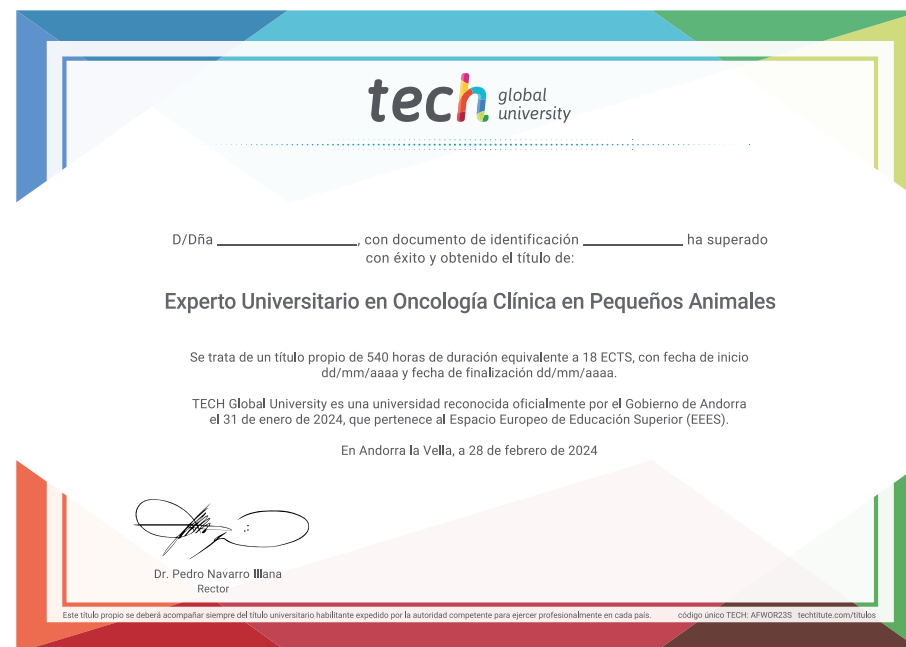 tech global
university
D/Dña ____________, con documento de identificación ____________ ha superado
con éxito y obtenido el título de:
Experto Universitario en Oncología Clínica en Pequeños Animales
Se trata de un título propio de 540 horas de duración equivalente a 18 ECTS, con fecha de inicio
dd/mm/aaaa y fecha de finalización dd/mm/aaaa.
TECH Global University es una universidad reconocida oficialmente por el Gobierno de Andorra
el 31 de enero de 2024, que pertenece al Espacio Europeo de Educación Superior (EEES).
En Andorra la Vella, a 28 de febrero de 2024
Dr. Pedro Navarro Illana
Rector
Este título propio se deberá acompañar siempre del título universitario habilitante expedido por la autoridad competente para ejercer profesionalmente en cada país. código único TECH: AFWOR23S techtitute.com/titulos